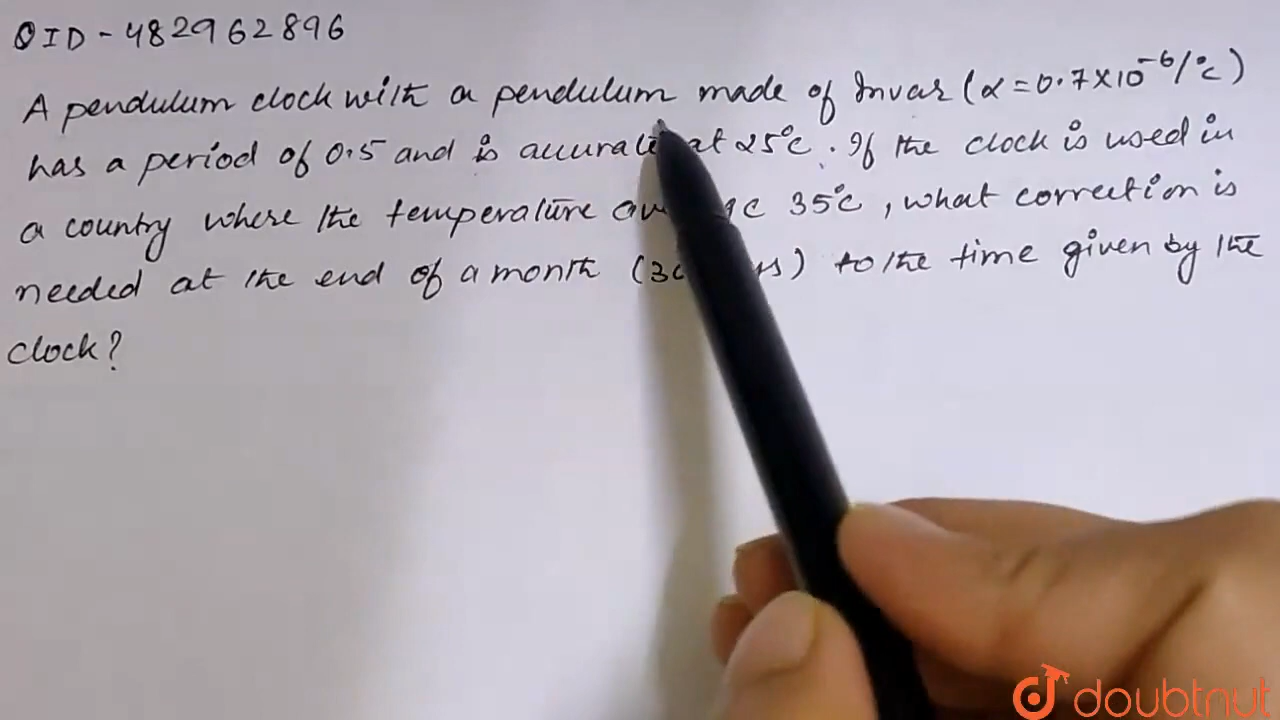 QID - 482962896
A pendulum clock with a pendulum made of Invar (α = 0.7×10⁻⁶/°c)
has a period of 0.5 and is accurate at 25°c. If the clock is used in
a country where the temperature 35°c, what correction is
needed at the end of a month ( ) to the time given by the
clock?
doubtnut